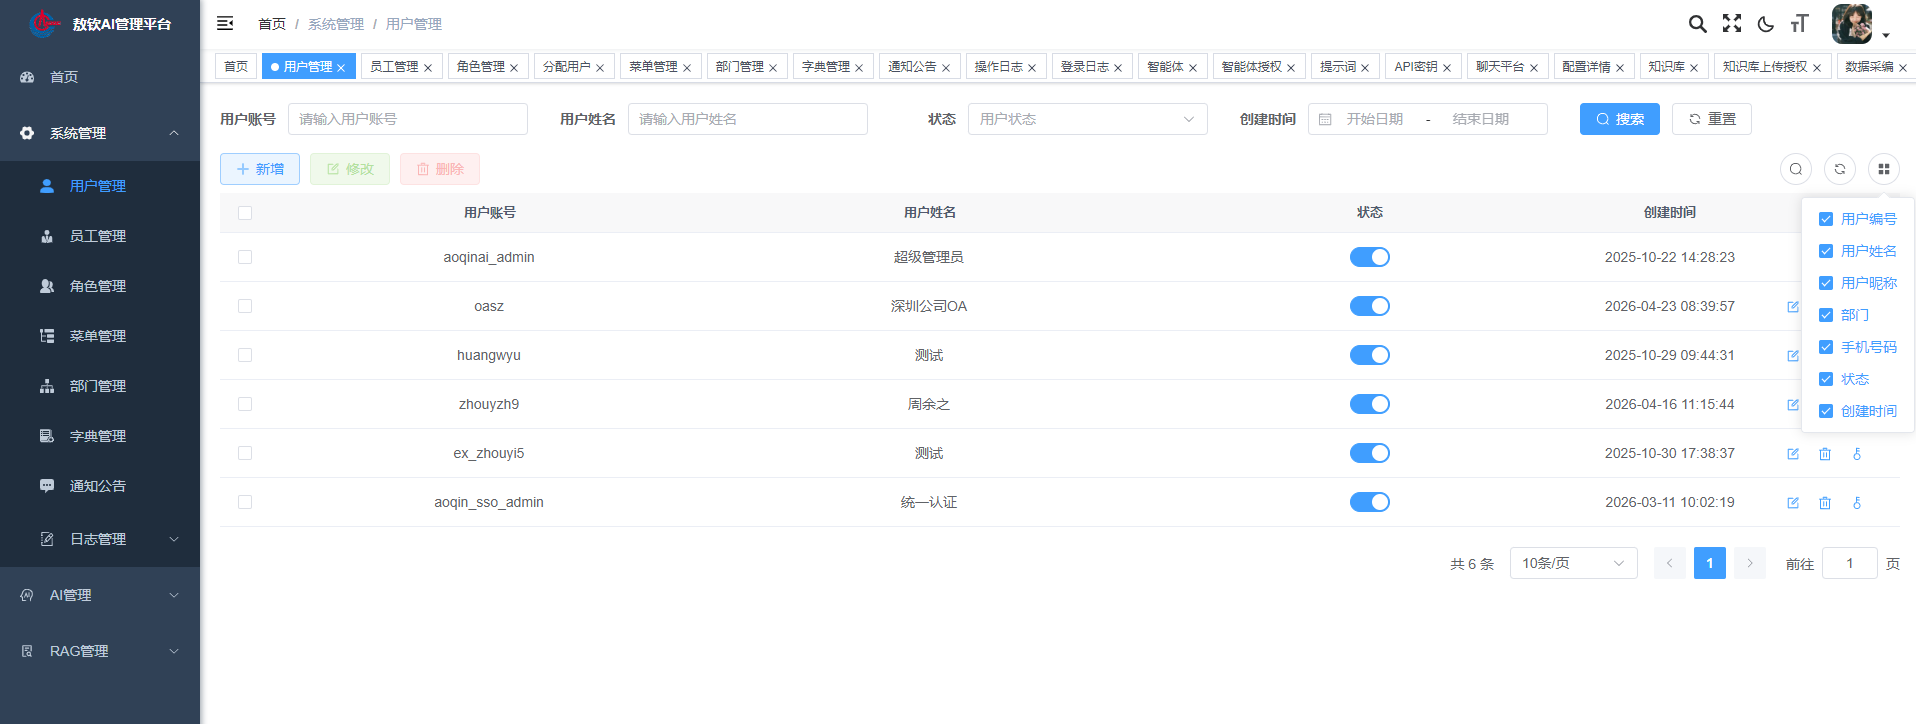 敖钦AI管理平台
首页 / 系统管理 / 用户管理
首页
系统管理
用户管理
员工管理
角色管理
菜单管理
部门管理
字典管理
通知公告
日志管理
AI管理
RAG管理
首页 用户管理 员工管理 角色管理 分配用户 菜单管理 部门管理 字典管理 通知公告 操作日志 登录日志 智能体 智能体授权 提示词 API密钥 聊天平台 配置详情 知识库 知识库上传授权 数据采编
用户账号 请输入用户账号 用户姓名 请输入用户姓名 状态 用户状态 创建时间 开始日期 - 结束日期 搜索 重置
新增 修改 删除
用户账号 用户姓名 状态 创建时间
aoqinai_admin 超级管理员 2025-10-22 14:28:23
oasz 深圳公司OA 2026-04-23 08:39:57
huangwyu 测试 2025-10-29 09:44:31
zhouyzh9 周余之 2026-04-16 11:15:44
ex_zhouyi5 测试 2025-10-30 17:38:37
aoqin_sso_admin 统一认证 2026-03-11 10:02:19
用户编号
用户姓名
用户昵称
部门
手机号码
状态
创建时间
共 6 条 10条/页 1 前往 1 页